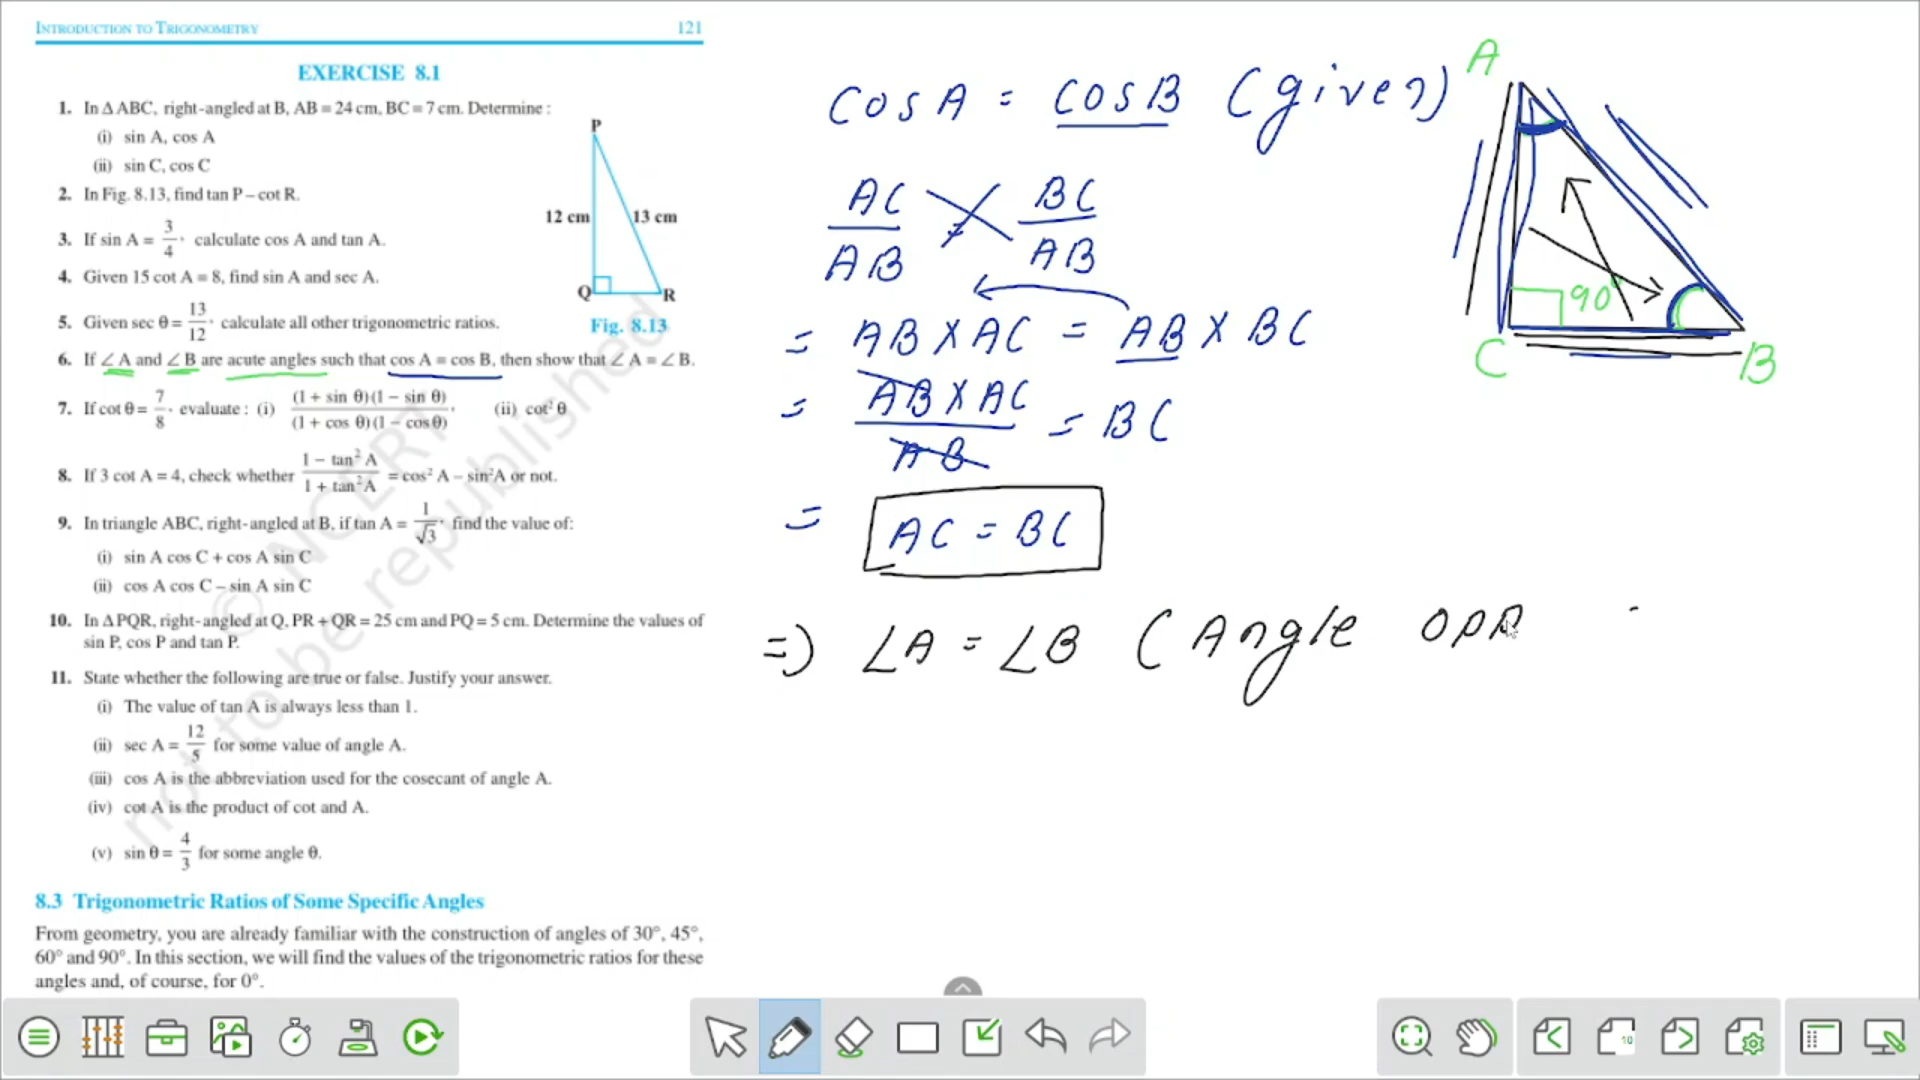 INTRODUCTION TO TRIGONOMETRY 121
EXERCISE 8.1
1. In Δ ABC, right-angled at B, AB = 24 cm, BC = 7 cm. Determine :
(i) sin A, cos A
(ii) sin C, cos C
2. In Fig. 8.13, find tan P – cot R.
3. If sin A = 3/4, calculate cos A and tan A.
4. Given 15 cot A = 8, find sin A and sec A.
5. Given sec θ = 13/12, calculate all other trigonometric ratios.
6. If ∠ A and ∠ B are acute angles such that cos A = cos B, then show that ∠ A = ∠ B.
7. If cot θ = 7/8, evaluate : (i) (1 + sin θ)(1 – sin θ)/(1 + cos θ)(1 – cos θ), (ii) cot² θ
8. If 3 cot A = 4, check whether 1 – tan² A/1 + tan² A = cos² A – sin² A or not.
9. In triangle ABC, right-angled at B, if tan A = 1/√3, find the value of:
(i) sin A cos C + cos A sin C
(ii) cos A cos C – sin A sin C
10. In Δ PQR, right-angled at Q, PR + QR = 25 cm and PQ = 5 cm. Determine the values of
sin P, cos P and tan P.
11. State whether the following are true or false. Justify your answer.
(i) The value of tan A is always less than 1.
(ii) sec A = 12/5 for some value of angle A.
(iii) cos A is the abbreviation used for the cosecant of angle A.
(iv) cot A is the product of cot and A.
(v) sin θ = 4/3 for some angle θ.
8.3 Trigonometric Ratios of Some Specific Angles
From geometry, you are already familiar with the construction of angles of 30°, 45°,
60° and 90°. In this section, we will find the values of the trigonometric ratios for these
angles and, of course, for 0°.
P
12 cm 13 cm
Q R
Fig. 8.13
© NCERT
not to be republished
COSA = COSB (given)
AC/AB = BC/AB
= AB X AC = AB X BC
= AB X AC/AB = BC
= AC = BC
=> ∠A = ∠B (Angle opp
A
90°
C B
10